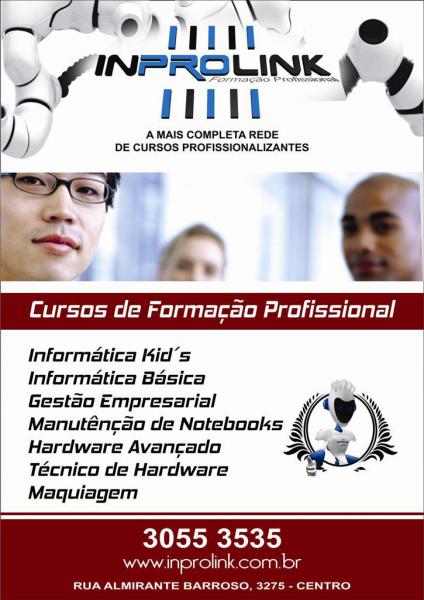 INPROLINK
Formação Profissional
A MAIS COMPLETA REDE
DE CURSOS PROFISSIONALIZANTES
Cursos de Formação Profissional
Informática Kid´s
Informática Básica
Gestão Empresarial
Manutênção de Notebooks
Hardware Avançado
Técnico de Hardware
Maquiagem
3055 3535
www.inprolink.com.br
RUA ALMIRANTE BARROSO, 3275 - CENTRO